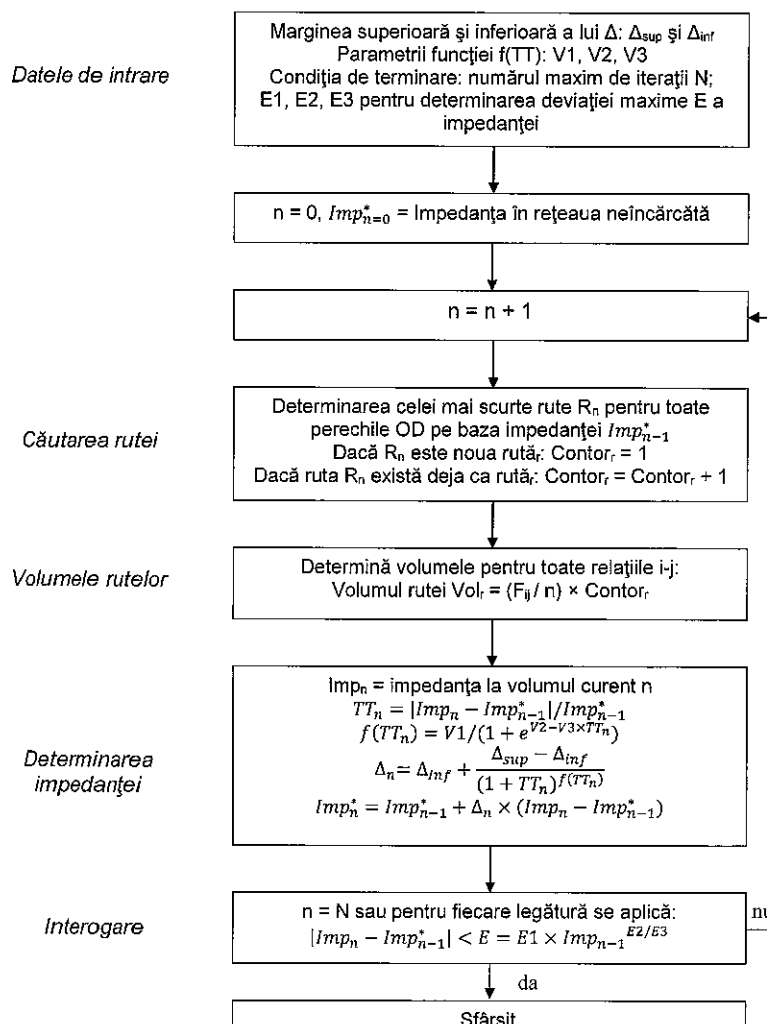 Datele de intrare
Marginea superioară şi inferioară a lui Δ: Δsup şi Δinf
Parametrii funcţiei f(TT): V1, V2, V3
Condiţia de terminare: numărul maxim de iteraţii N;
E1, E2, E3 pentru determinarea deviaţiei maxime E a
impedanţei
n = 0, Imp*n=0 = Impedanţa în reţeaua neîncărcată
n = n + 1
Căutarea rutei
Determinarea celei mai scurte rute Rn pentru toate
perechile OD pe baza impedanţei Imp*n−1
Dacă Rn este noua rutăr: Contorr = 1
Dacă ruta Rn există deja ca rutăr: Contorr = Contorr + 1
Volumele rutelor
Determină volumele pentru toate relaţiile i-j:
Volumul rutei Volr = (Fij / n) × Contorr
Determinarea
impedanţei
Impn = impedanţa la volumul curent n
TTn = |Impn − Imp*n−1|/Imp*n−1
f(TTn) = V1/(1 + e^(V2−V3×TTn))
Δn = Δinf + (Δsup − Δinf)/(1 + TTn)^f(TTn)
Imp*n = Imp*n−1 + Δn × (Impn − Imp*n−1)
Interogare
n = N sau pentru fiecare legătură se aplică:
|Impn − Imp*n−1| < E = E1 × Impn−1^E2/E3
nu
da
Sfârşit